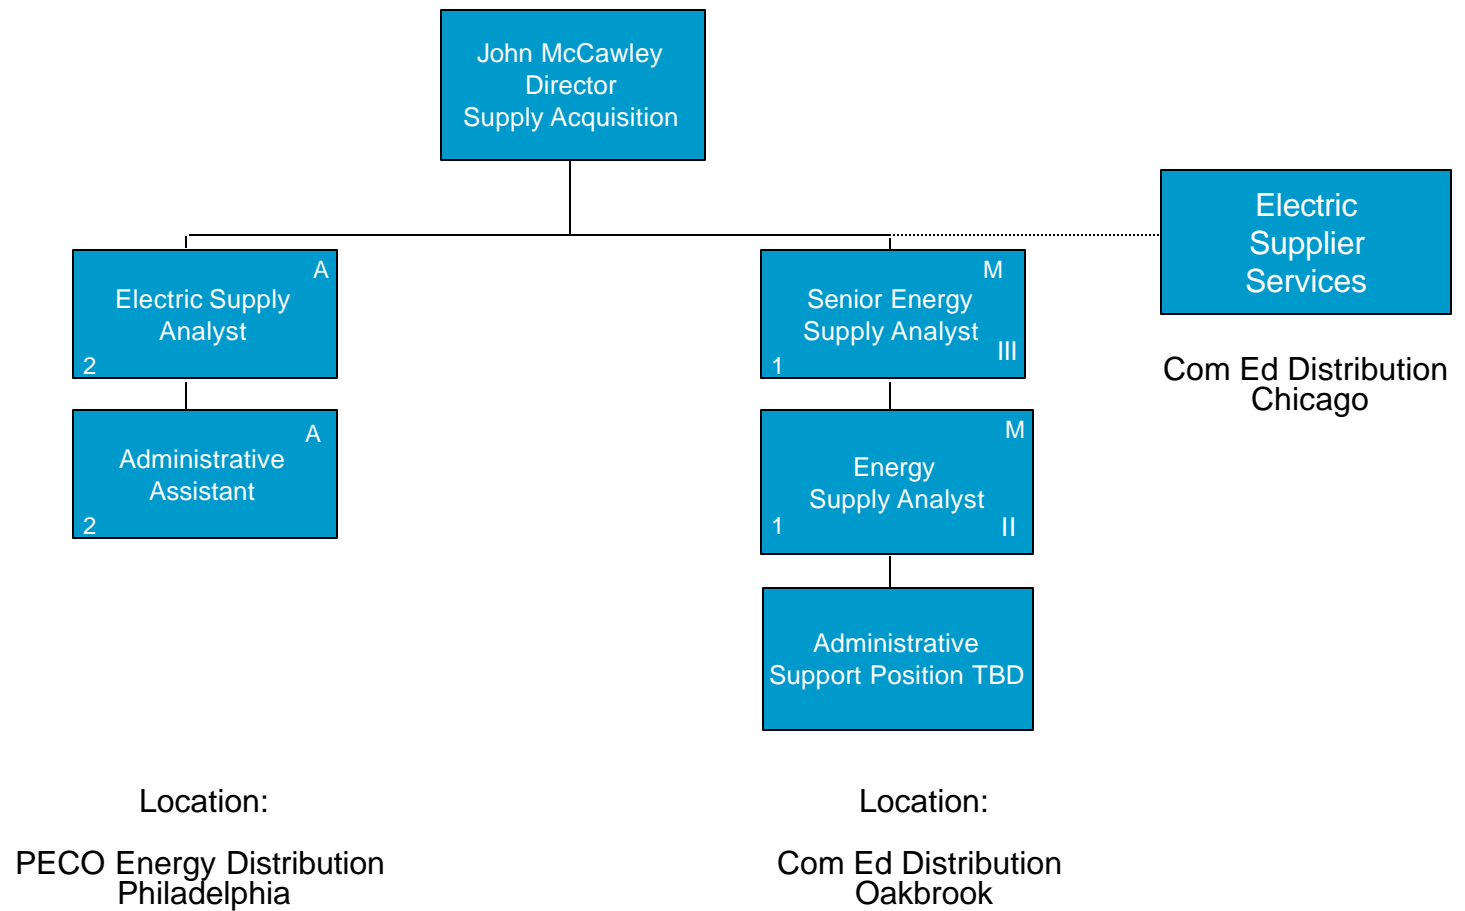 John McCawley
Director
Supply Acquisition
Electric
Supplier
Services
Com Ed Distribution
Chicago
A
Electric Supply
Analyst
2
A
Administrative
Assistant
2
M
Senior Energy
Supply Analyst
III
1
M
Energy
Supply Analyst
1
II
Administrative
Support Position TBD
Location:
PECO Energy Distribution
Philadelphia
Location:
Com Ed Distribution
Oakbrook